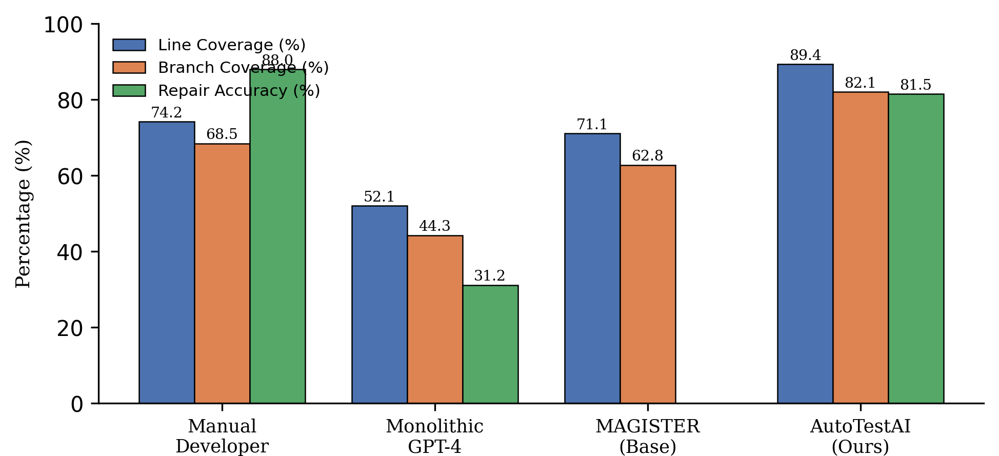 100
80
60
40
20
0
Percentage (%)
Line Coverage (%)
Branch Coverage (%)
Repair Accuracy (%)
74.2
68.5
88.0
52.1
44.3
31.2
71.1
62.8
89.4
82.1
81.5
Manual
Developer
Monolithic
GPT-4
MAGISTER
(Base)
AutoTestAI
(Ours)